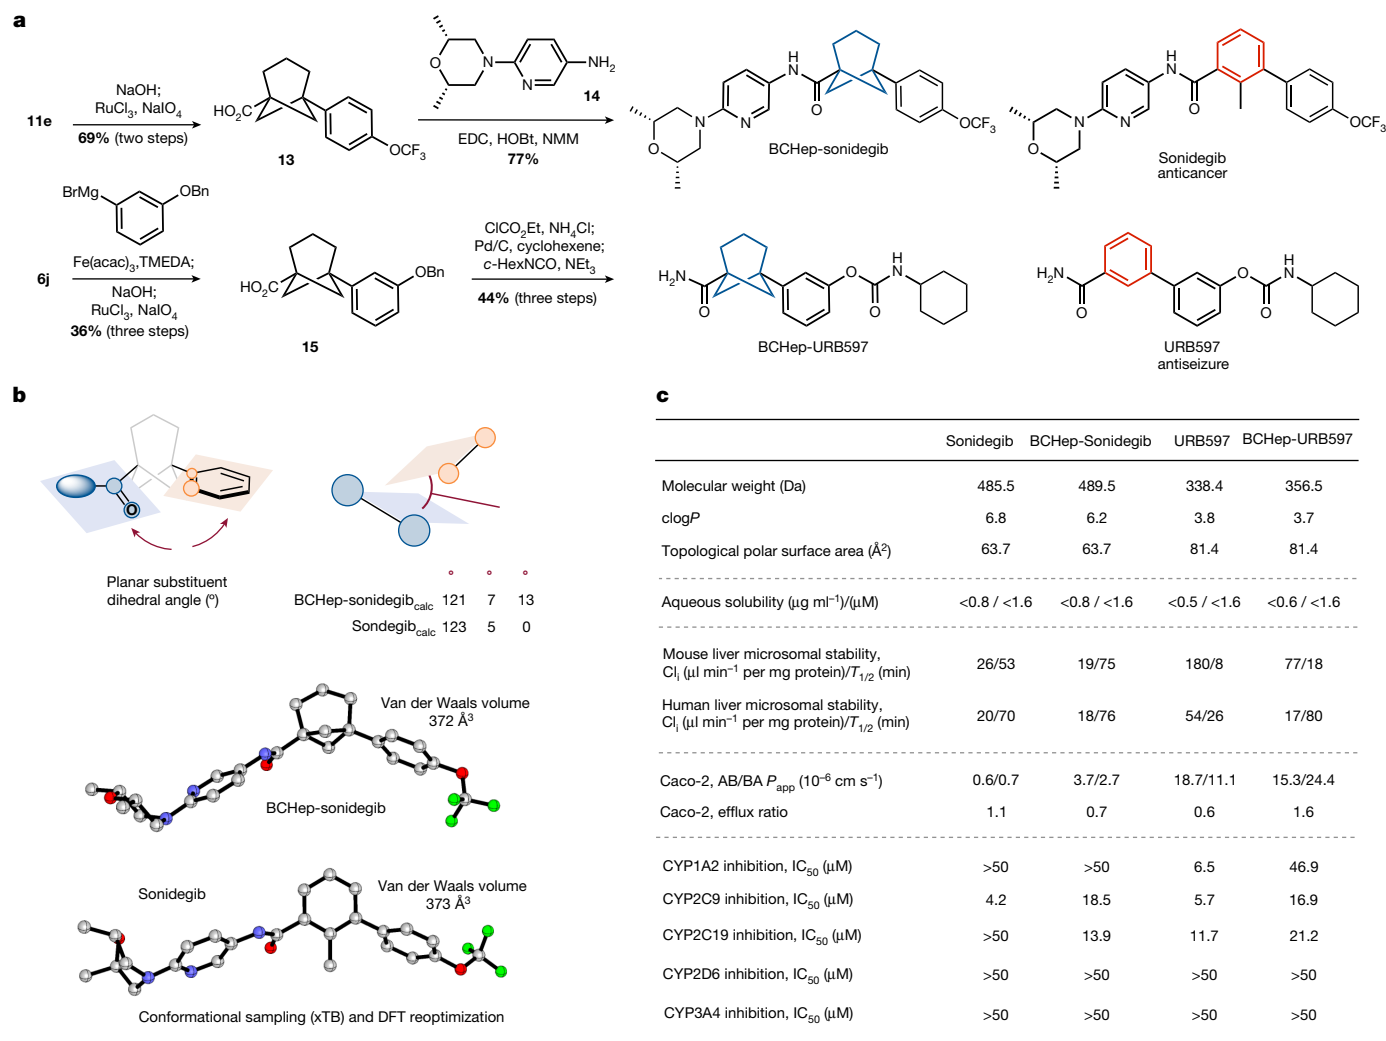 a
11e
NaOH;
RuCl3, NaIO4
69% (two steps)
HO2C
OCF3
13
O
N
N
NH2
14
EDC, HOBt, NMM
77%
O
N
N
H
N
O
OCF3
BCHep-sonidegib
O
N
N
H
N
O
OCF3
Sonidegib
anticancer
BrMg
OBn
6j
Fe(acac)3,TMEDA;
NaOH;
RuCl3, NaIO4
36% (three steps)
HO2C
OBn
15
ClCO2Et, NH4Cl;
Pd/C, cyclohexene;
c-HexNCO, NEt3
44% (three steps)
H2N
O
O
O
H
N
BCHep-URB597
H2N
O
O
O
H
N
URB597
antiseizure
b
O
Planar substituent
dihedral angle (º)
° ° °
BCHep-sonidegibcalc 121 7 13
Sondegibcalc 123 5 0
Van der Waals volume
372 Å3
BCHep-sonidegib
Sonidegib
Van der Waals volume
373 Å3
Conformational sampling (xTB) and DFT reoptimization
c
Sonidegib BCHep-Sonidegib URB597 BCHep-URB597
Molecular weight (Da) 485.5 489.5 338.4 356.5
clogP 6.8 6.2 3.8 3.7
Topological polar surface area (Å2) 63.7 63.7 81.4 81.4
Aqueous solubility (μg ml−1)/(μM) <0.8 / <1.6 <0.8 / <1.6 <0.5 / <1.6 <0.6 / <1.6
Mouse liver microsomal stability,
Cli (μl min−1 per mg protein)/T1/2 (min) 26/53 19/75 180/8 77/18
Human liver microsomal stability,
Cli (μl min−1 per mg protein)/T1/2 (min) 20/70 18/76 54/26 17/80
Caco-2, AB/BA Papp (10−6 cm s−1) 0.6/0.7 3.7/2.7 18.7/11.1 15.3/24.4
Caco-2, efflux ratio 1.1 0.7 0.6 1.6
CYP1A2 inhibition, IC50 (μM) >50 >50 6.5 46.9
CYP2C9 inhibition, IC50 (μM) 4.2 18.5 5.7 16.9
CYP2C19 inhibition, IC50 (μM) >50 13.9 11.7 21.2
CYP2D6 inhibition, IC50 (μM) >50 >50 >50 >50
CYP3A4 inhibition, IC50 (μM) >50 >50 >50 >50